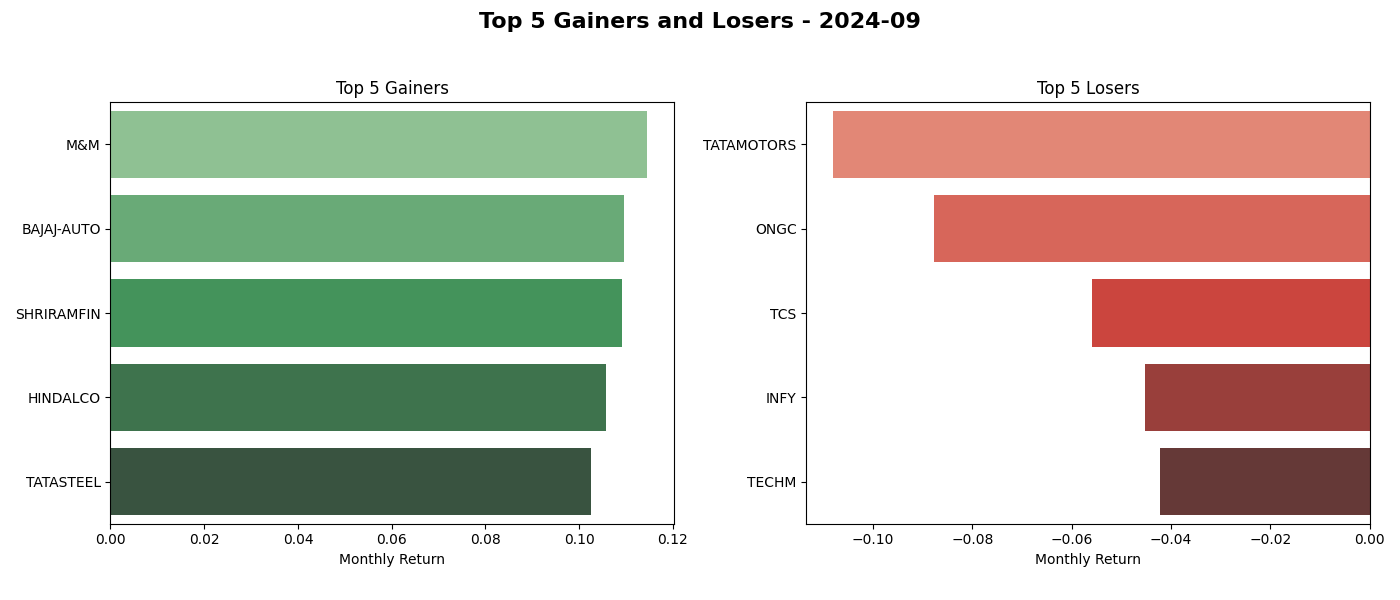 Top 5 Gainers and Losers - 2024-09
Top 5 Gainers
M&M
BAJAJ-AUTO
SHRIRAMFIN
HINDALCO
TATASTEEL
0.00 0.02 0.04 0.06 0.08 0.10 0.12
Monthly Return
Top 5 Losers
TATAMOTORS
ONGC
TCS
INFY
TECHM
−0.10 −0.08 −0.06 −0.04 −0.02 0.00
Monthly Return